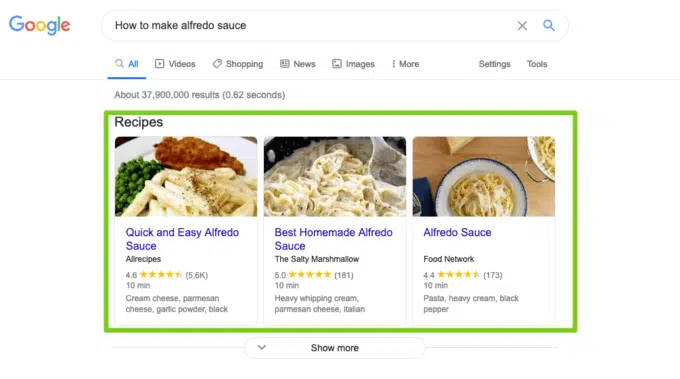 Google
How to make alfredo sauce
All Videos Shopping News Images More Settings Tools
About 37,900,000 results (0.62 seconds)
Recipes
Quick and Easy Alfredo
Sauce
Allrecipes
4.6 (5.6K)
10 min
Cream cheese, parmesan
cheese, garlic powder, black
Best Homemade Alfredo
Sauce
The Salty Marshmallow
5.0 (181)
10 min
Heavy whipping cream,
parmesan cheese, italian
Alfredo Sauce
Food Network
4.4 (173)
10 min
Pasta, heavy cream, black
pepper
Show more